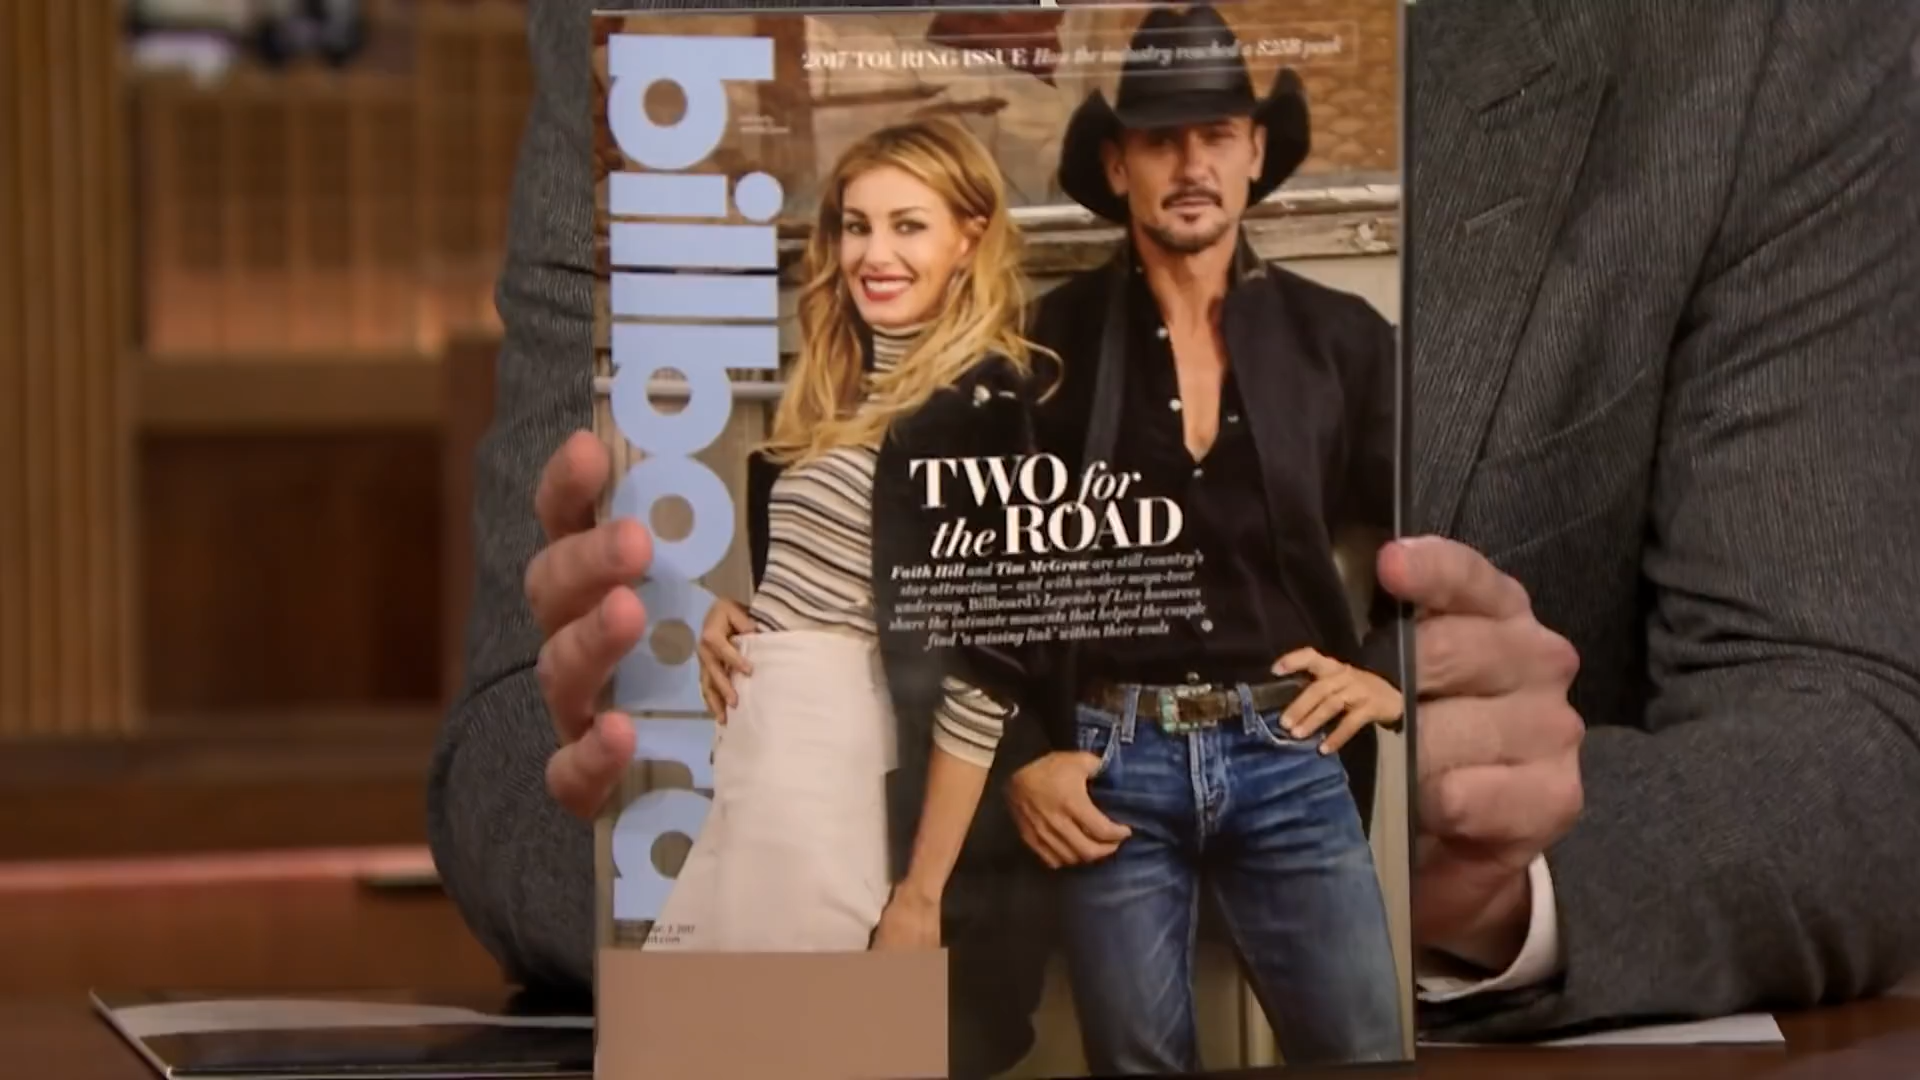 2017 TOURING ISSUE How the industry reached a $25B peak
billboard
TWO for
the ROAD
Faith Hill and Tim McGraw are still country's
star attraction — and with another mega-tour
underway, Billboard's Legends of Live honorees
share the intimate moments that helped the couple
find 'a missing link' within their souls